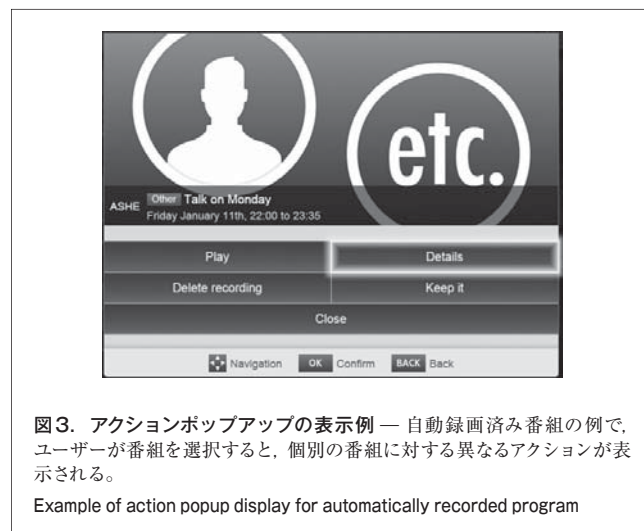 etc.
ASHE Other Talk on Monday
Friday January 11th, 22:00 to 23:35
Play Details
Delete recording Keep it
Close
Navigation OK Confirm BACK Back
図3. アクションポップアップの表示例 — 自動録画済み番組の例で,
ユーザーが番組を選択すると, 個別の番組に対する異なるアクションが表
示される。
Example of action popup display for automatically recorded program